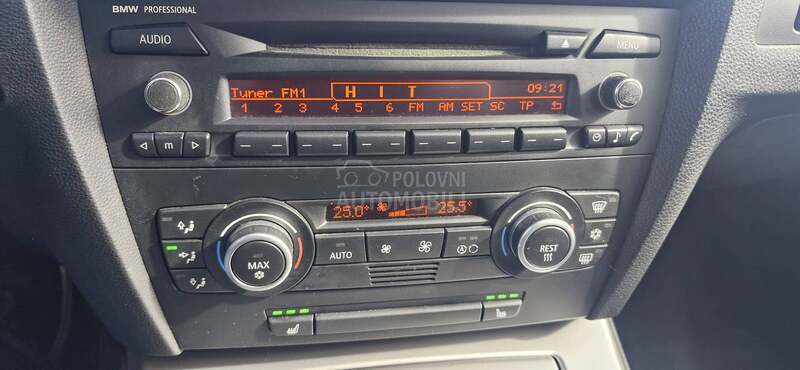 BMW PROFESSIONAL
AUDIO
MENU
Tuner FM1 HIT 09:21
1 2 3 4 5 6 FM AM SET SC TP
m
POLOVNI
AUTOMOBILI
25.0° 25.5°
MAX
AUTO
A
REST